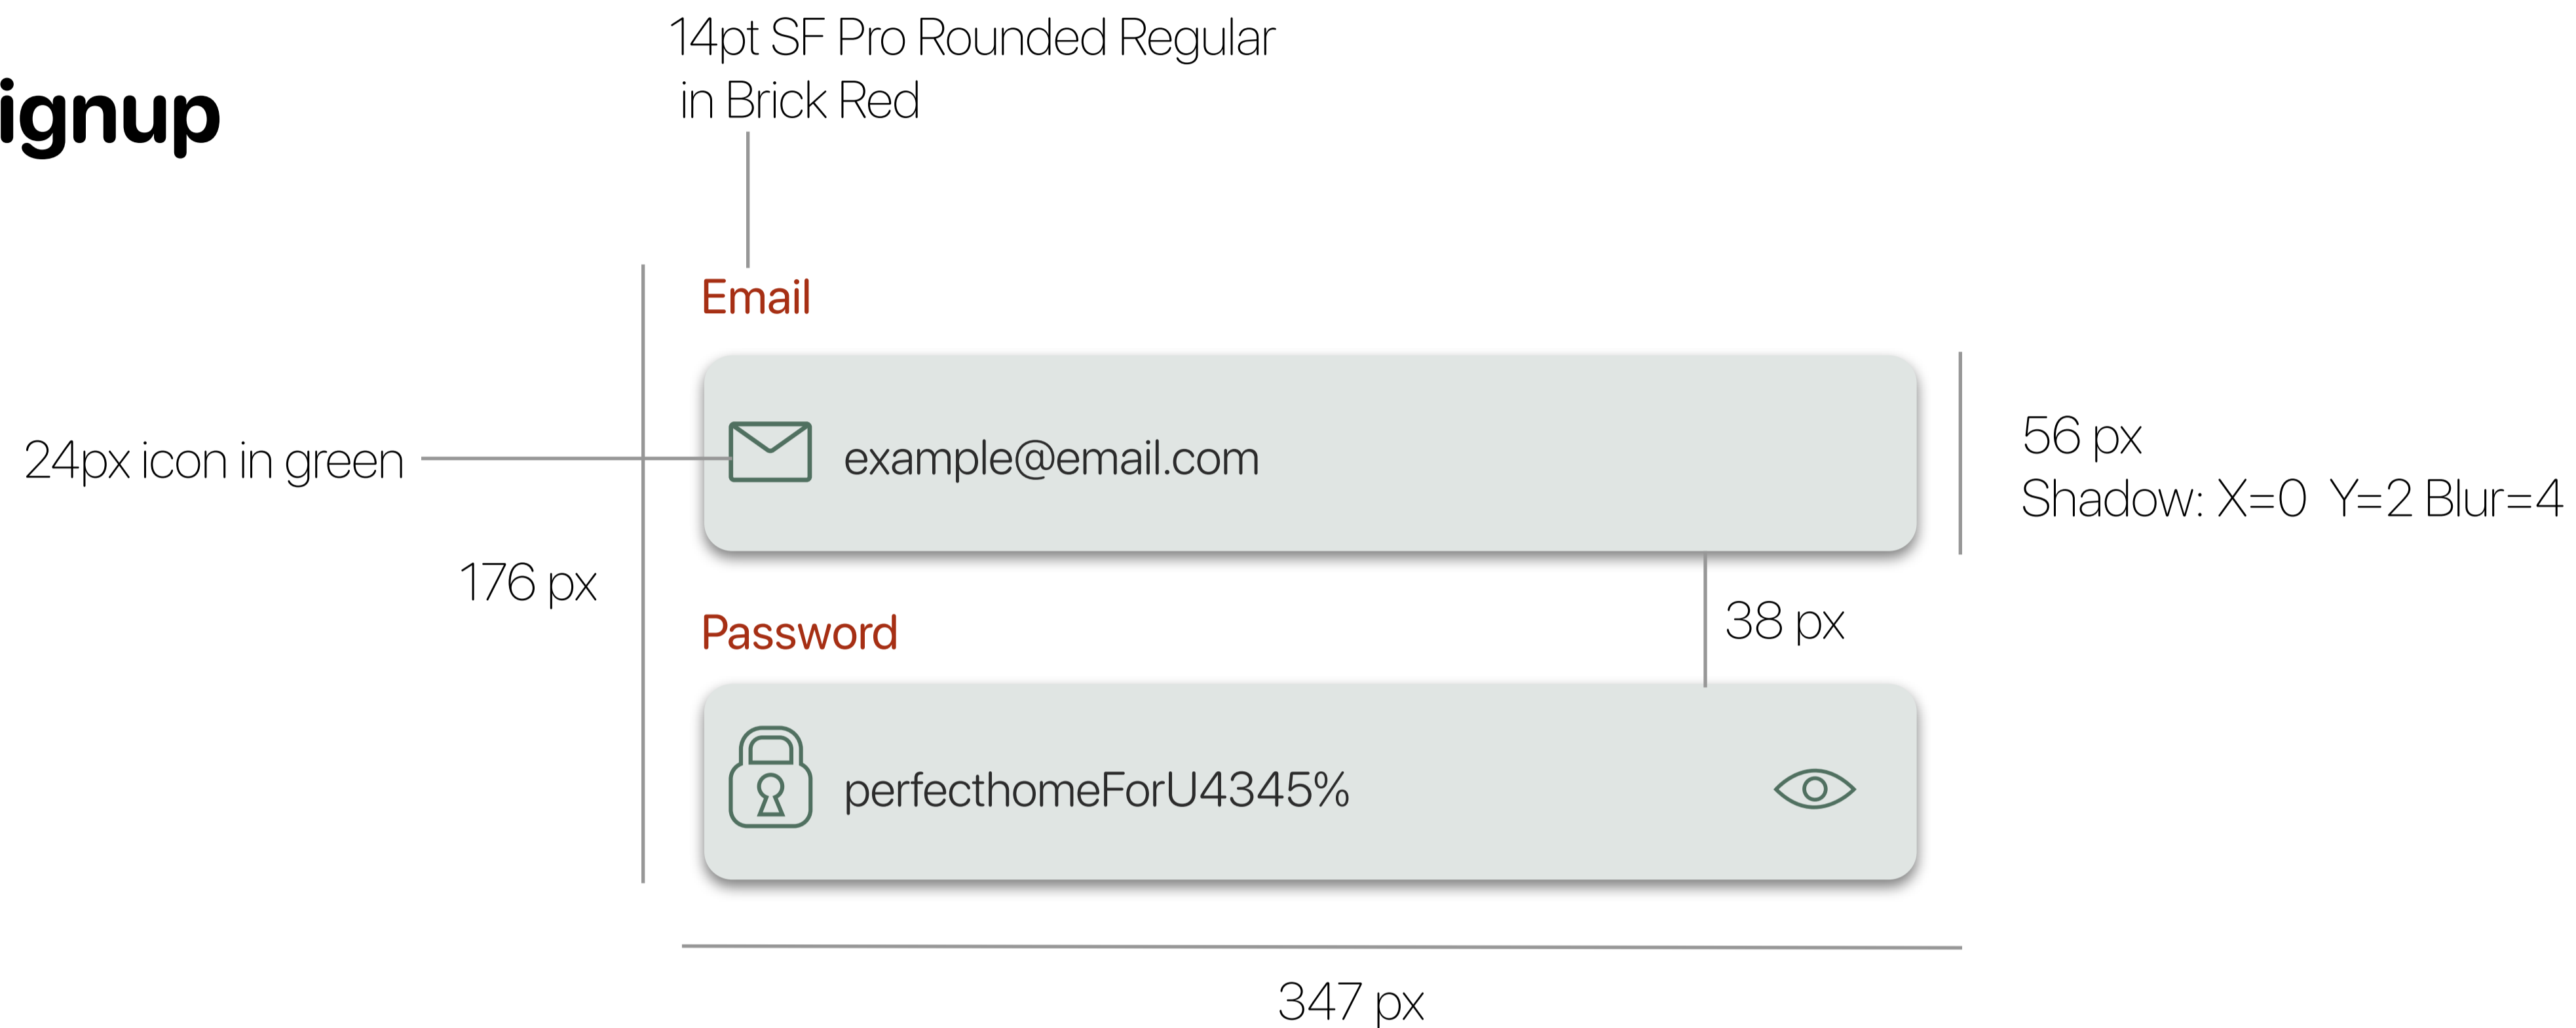 14pt SF Pro Rounded Regular
in Brick Red
ignup
Email
24px icon in green
example@email.com
56 px
Shadow: X=0 Y=2 Blur=4
176 px
Password
38 px
perfecthomeForU4345%
347 px